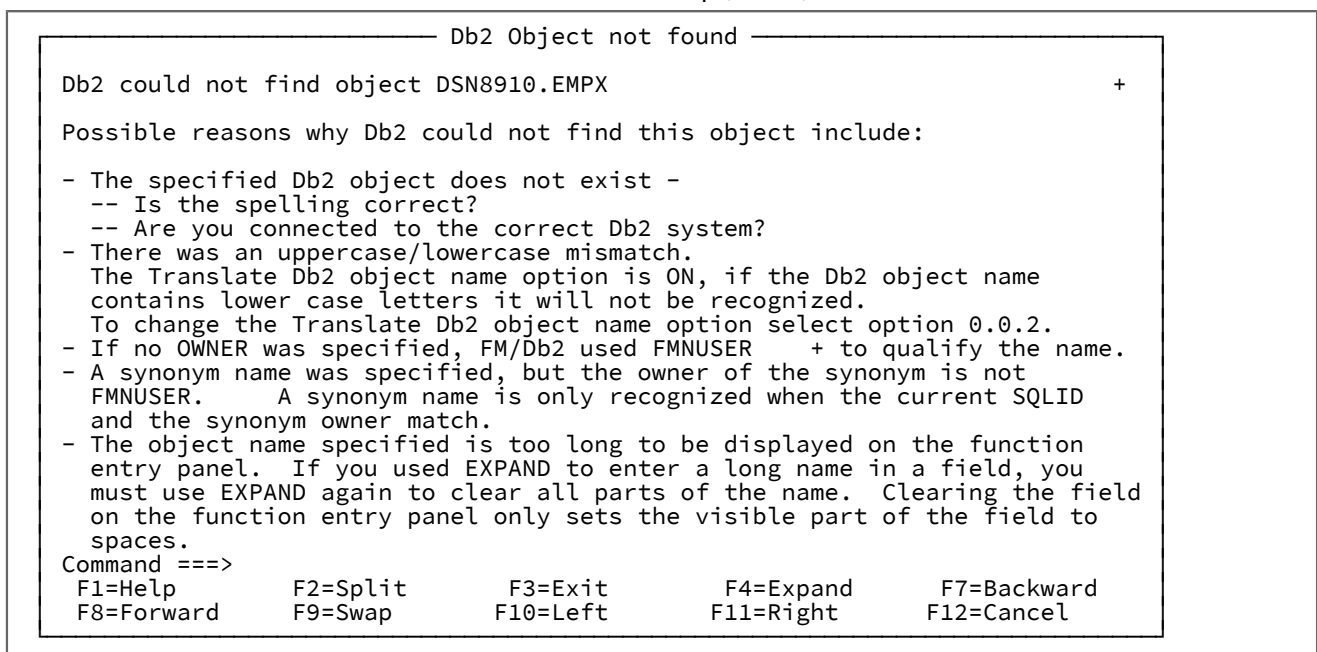 Db2 Object not found
Db2 could not find object DSN8910.EMPX +
Possible reasons why Db2 could not find this object include:
- The specified Db2 object does not exist -
-- Is the spelling correct?
-- Are you connected to the correct Db2 system?
- There was an uppercase/lowercase mismatch.
The Translate Db2 object name option is ON, if the Db2 object name
contains lower case letters it will not be recognized.
To change the Translate Db2 object name option select option 0.0.2.
- If no OWNER was specified, FM/Db2 used FMNUSER + to qualify the name.
- A synonym name was specified, but the owner of the synonym is not
FMNUSER. A synonym name is only recognized when the current SQLID
and the synonym owner match.
- The object name specified is too long to be displayed on the function
entry panel. If you used EXPAND to enter a long name in a field, you
must use EXPAND again to clear all parts of the name. Clearing the field
on the function entry panel only sets the visible part of the field to
spaces.
Command ===>
F1=Help F2=Split F3=Exit F4=Expand F7=Backward
F8=Forward F9=Swap F10=Left F11=Right F12=Cancel